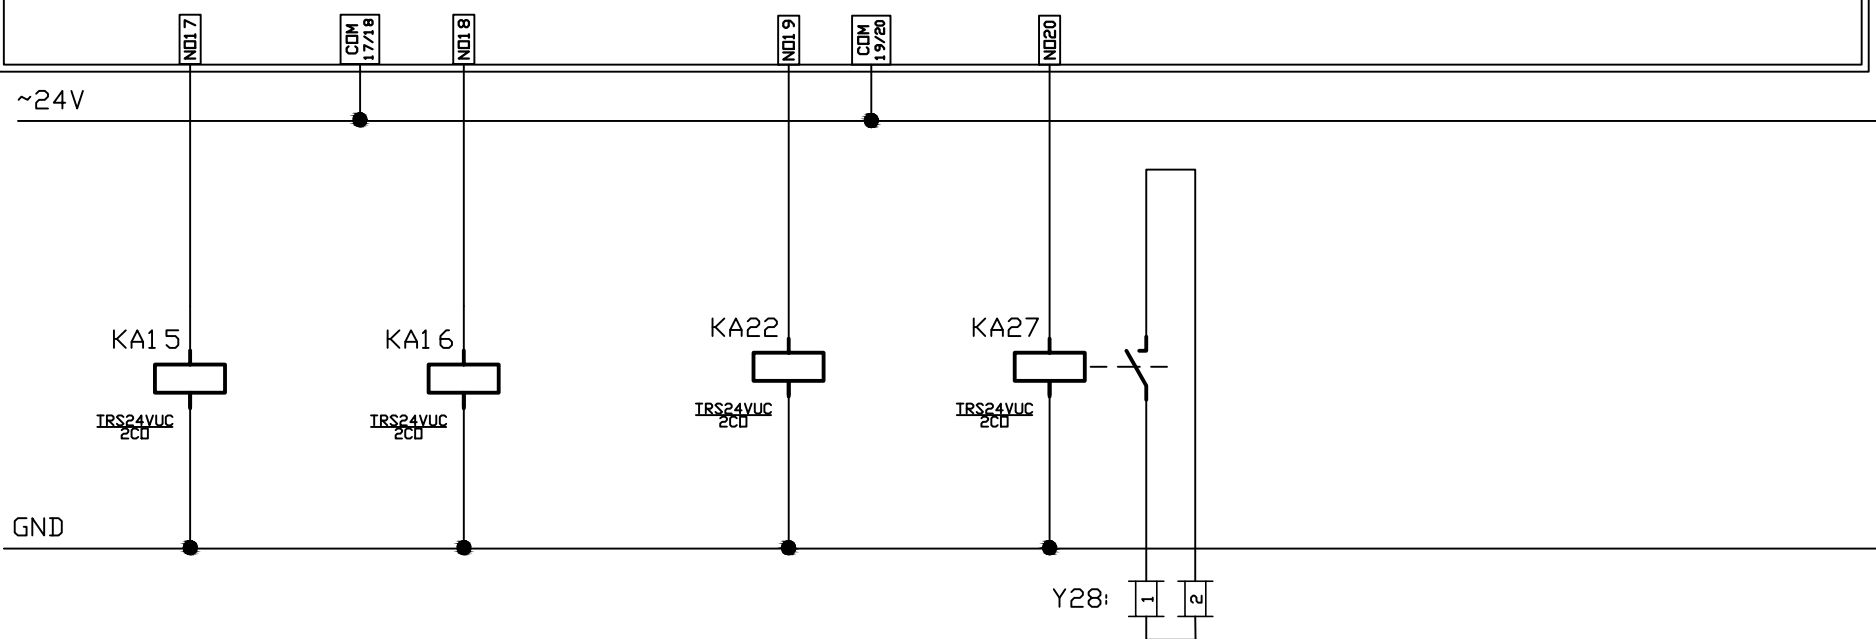 NO17
COM
17/18
NO18
NO19
COM
19/20
NO20
~24V
KA15
KA16
KA22
KA27
TRS24VUC
2CO
TRS24VUC
2CO
TRS24VUC
2CO
TRS24VUC
2CO
GND
Y28:
1
2